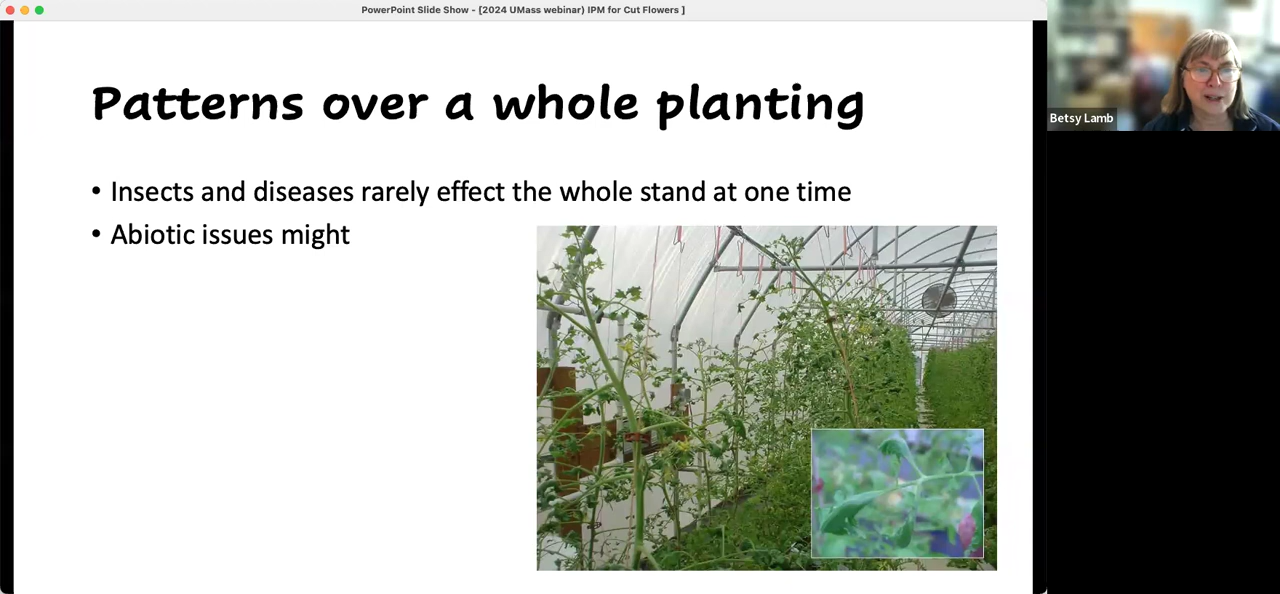 PowerPoint Slide Show - [2024 UMass webinar) IPM for Cut Flowers ]
Patterns over a whole planting
• Insects and diseases rarely effect the whole stand at one time
• Abiotic issues might
Betsy Lamb